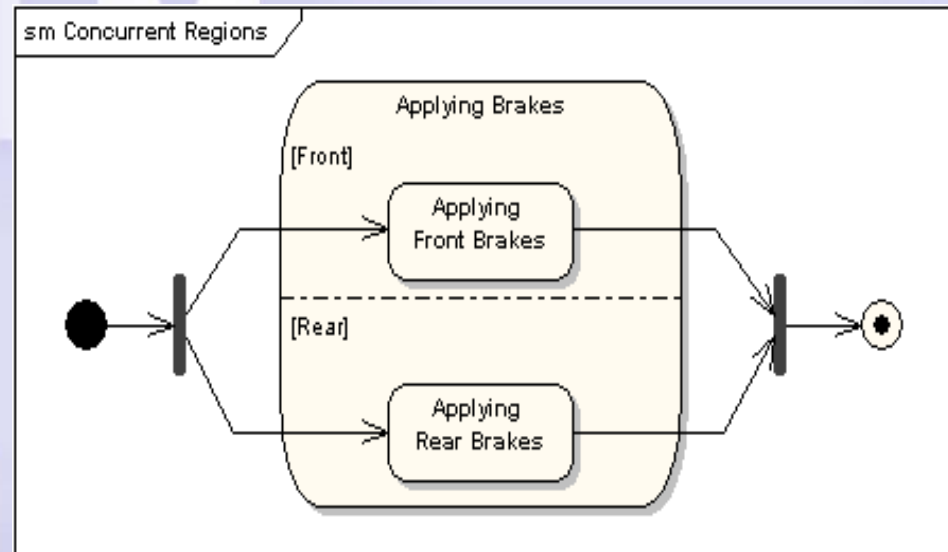 sm Concurrent Regions
Applying Brakes
[Front]
Applying
Front Brakes
[Rear]
Applying
Rear Brakes